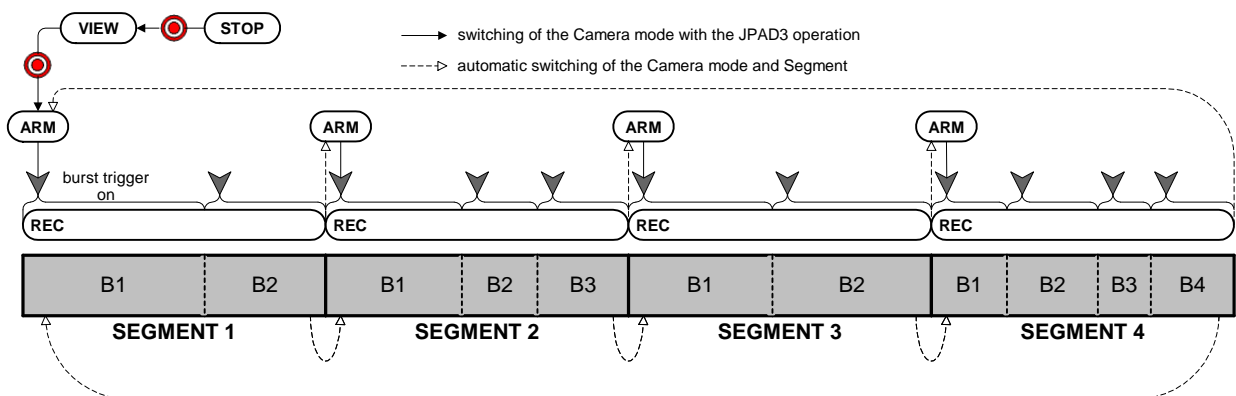 VIEW
STOP
switching of the Camera mode with the JPAD3 operation
automatic switching of the Camera mode and Segment
ARM ARM ARM ARM
burst trigger
on
REC REC REC REC
B1 B2 B1 B2 B3 B1 B2 B1 B2 B3 B4
SEGMENT 1 SEGMENT 2 SEGMENT 3 SEGMENT 4